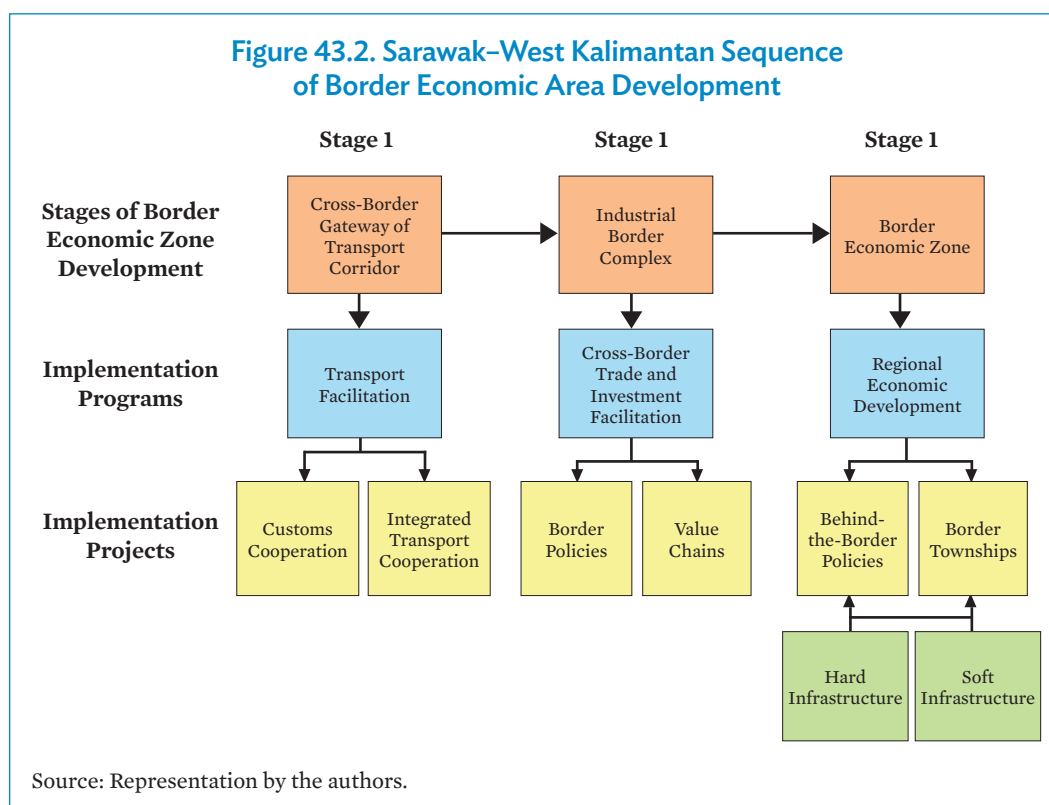 Figure 43.2. Sarawak–West Kalimantan Sequence
of Border Economic Area Development
Stage 1
Stage 1
Stage 1
Stages of Border
Economic Zone
Development
Cross-Border
Gateway of
Transport
Corridor
Industrial
Border
Complex
Border
Economic Zone
Implementation
Programs
Transport
Facilitation
Cross-Border
Trade and
Investment
Facilitation
Regional
Economic
Development
Implementation
Projects
Customs
Cooperation
Integrated
Transport
Cooperation
Border
Policies
Value
Chains
Behind-
the-Border
Policies
Border
Townships
Hard
Infrastructure
Soft
Infrastructure
Source: Representation by the authors.